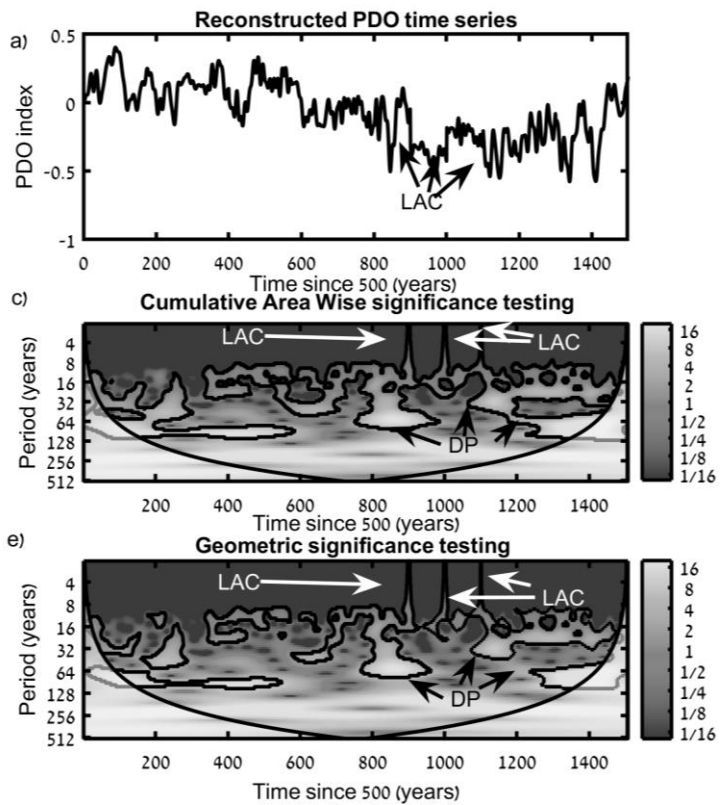 Reconstructed PDO time series
a)
PDO index
0.5
0
-0.5
-1
LAC
0 200 400 600 800 1000 1200 1400
Time since 500 (years)
c)
Cumulative Area Wise significance testing
Period (years)
4
8
16
32
64
128
256
512
LAC
LAC
DP
16
8
4
2
1
1/2
1/4
1/8
1/16
200 400 600 800 1000 1200 1400
Time since 500 (years)
e)
Geometric significance testing
Period (years)
4
8
16
32
64
128
256
512
LAC
LAC
DP
16
8
4
2
1
1/2
1/4
1/8
1/16
200 400 600 800 1000 1200 1400
Time since 500 (years)